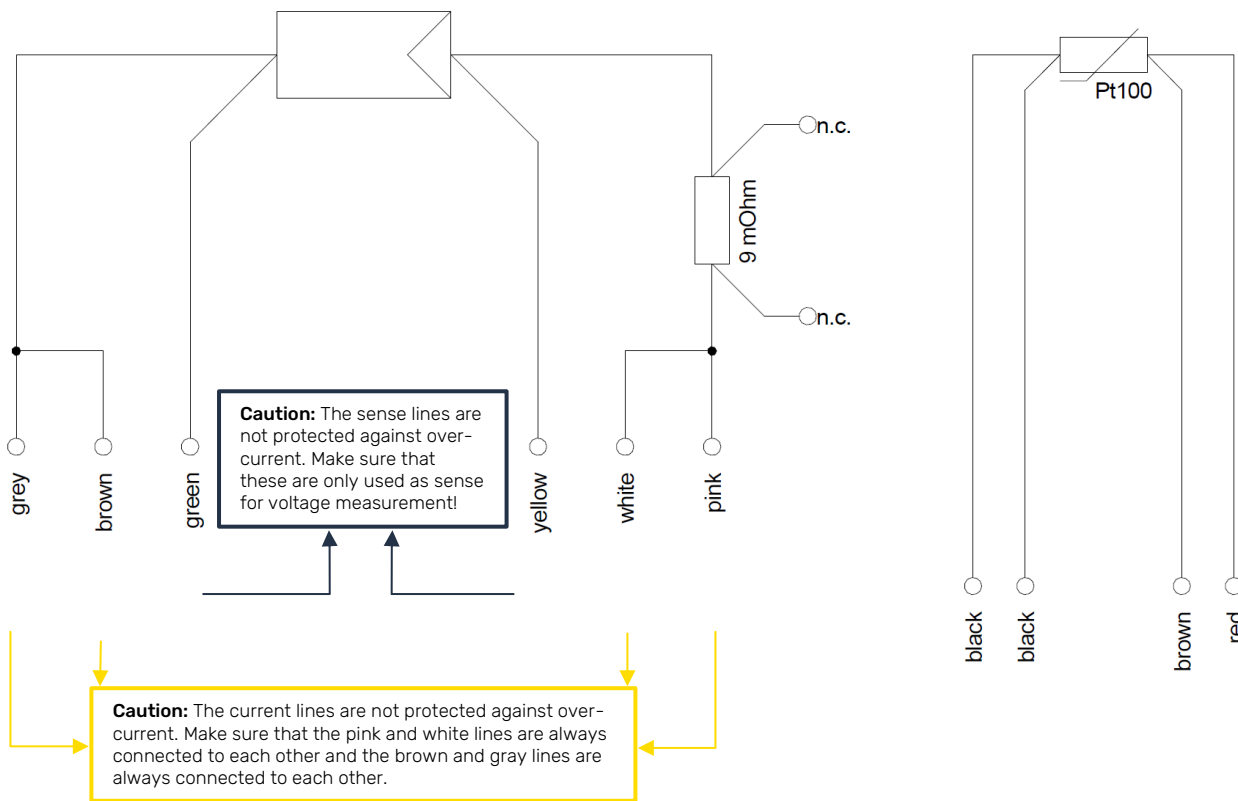 Pt100
n.c.
9 mOhm
n.c.
grey
brown
green
Caution: The sense lines are
not protected against over-
current. Make sure that
these are only used as sense
for voltage measurement!
yellow
white
pink
black
black
brown
red
Caution: The current lines are not protected against over-
current. Make sure that the pink and white lines are always
connected to each other and the brown and gray lines are
always connected to each other.